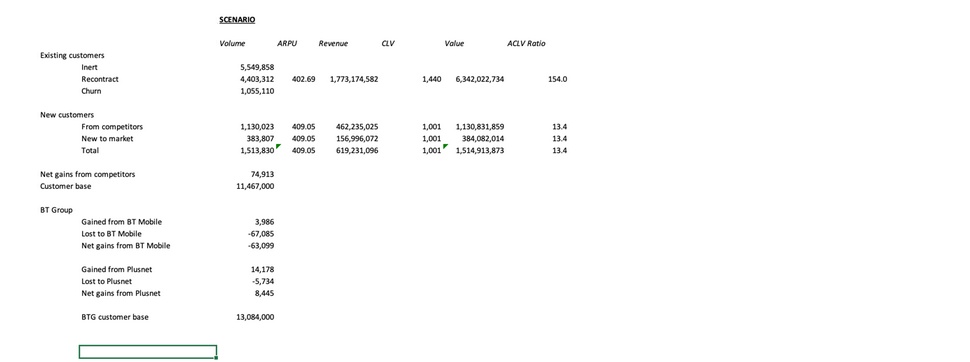 SCENARIO
Volume ARPU Revenue CLV Value ACLV Ratio
Existing customers
Inert 5,549,858
Recontract 4,403,312 402.69 1,773,174,582 1,440 6,342,022,734 154.0
Churn 1,055,110
New customers
From competitors 1,130,023 409.05 462,235,025 1,001 1,130,831,859 13.4
New to market 383,807 409.05 156,996,072 1,001 384,082,014 13.4
Total 1,513,830 409.05 619,231,096 1,001 1,514,913,873 13.4
Net gains from competitors 74,913
Customer base 11,467,000
BT Group
Gained from BT Mobile 3,986
Lost to BT Mobile -67,085
Net gains from BT Mobile -63,099
Gained from Plusnet 14,178
Lost to Plusnet -5,734
Net gains from Plusnet 8,445
BTG customer base 13,084,000